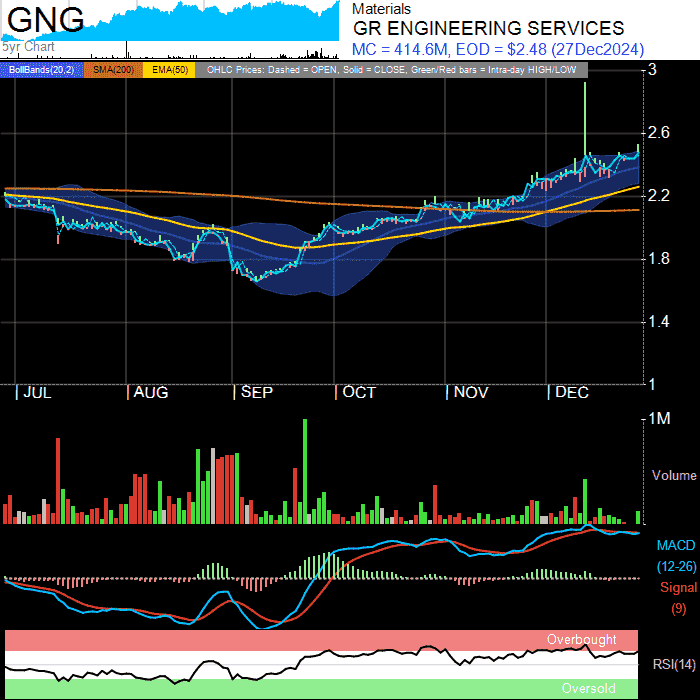 GNG
5yr Chart
Materials
GR ENGINEERING SERVICES
MC = 414.6M, EOD = $2.48 (27Dec2024)
BollBands(20,2) SMA(200) EMA(50) OHLC Prices: Dashed = OPEN, Solid = CLOSE, Green/Red bars = Intra-day HIGH/LOW
3
2.6
2.2
1.8
1.4
1
JUL AUG SEP OCT NOV DEC
1M
Volume
MACD
(12-26)
Signal
(9)
Overbought
RSI(14)
Oversold